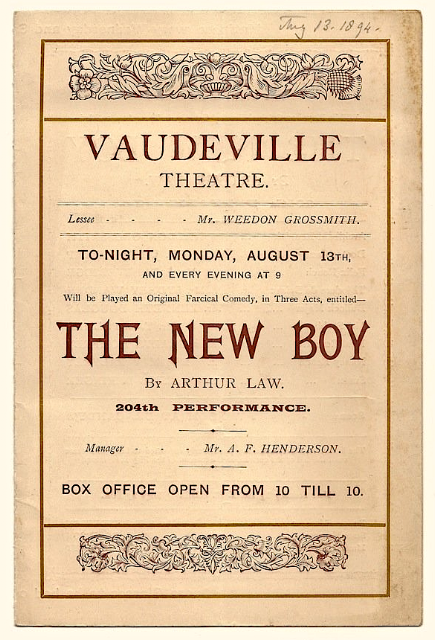 Aug 13. 1894.
VAUDEVILLE
THEATRE.
Lessee - - - - Mr. WEEDON GROSSMITH.
TO-NIGHT, MONDAY, AUGUST 13TH,
AND EVERY EVENING AT 9
Will be Played an Original Farcical Comedy, in Three Acts, entitled—
THE NEW BOY
By ARTHUR LAW.
204th PERFORMANCE.
Manager - - - Mr. A. F. HENDERSON.
BOX OFFICE OPEN FROM 10 TILL 10.